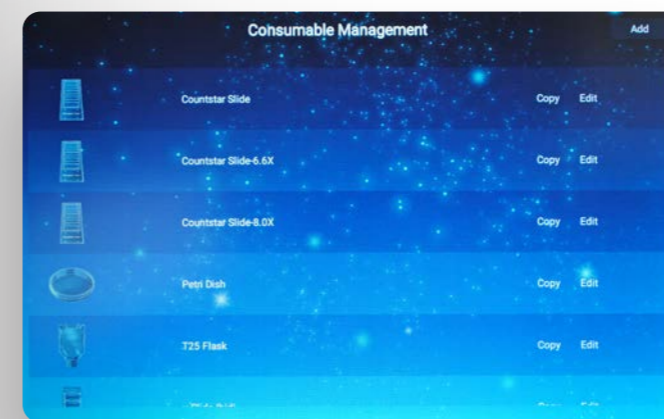 Consumable Management
Add
Countstar Slide
Copy Edit
Countstar Slide-6.6X
Copy Edit
Countstar Slide-8.0X
Copy Edit
Petri Dish
Copy Edit
T25 Flask
Copy Edit